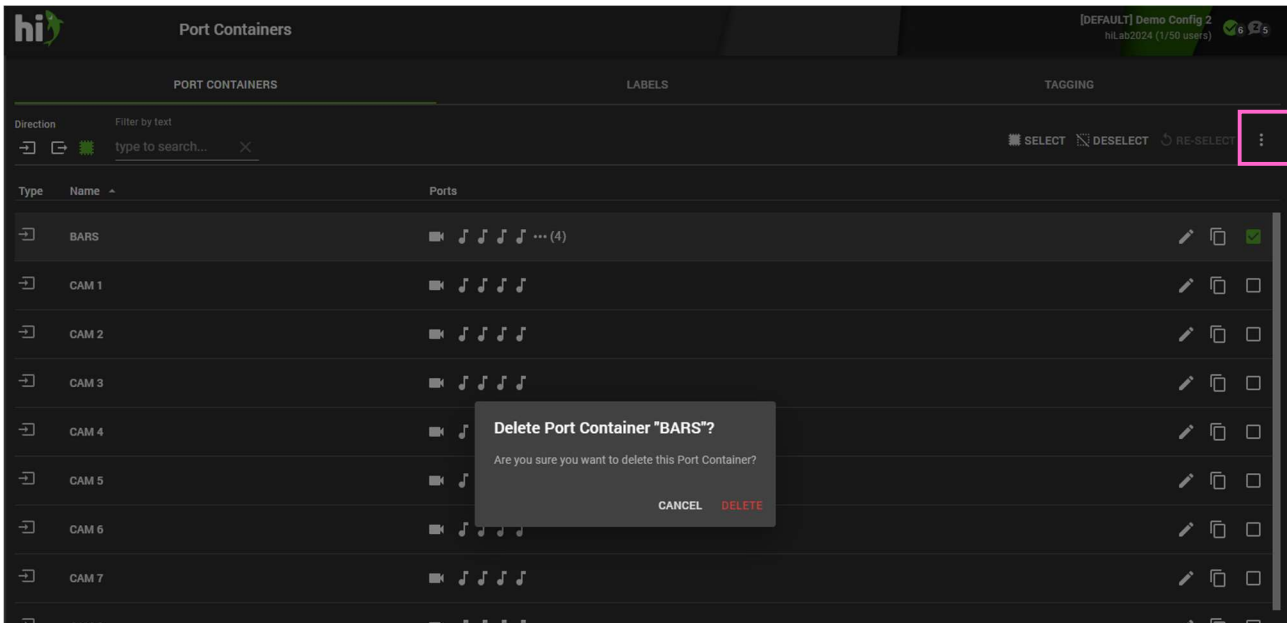 hi
Port Containers
[DEFAULT] Demo Config 2
hiLab2024 (1/50 users)
6 5
PORT CONTAINERS LABELS TAGGING
Direction Filter by text
type to search...
SELECT DESELECT RE-SELECT
Type Name Ports
BARS ... (4)
CAM 1
CAM 2
CAM 3
CAM 4
CAM 5
CAM 6
CAM 7
Delete Port Container "BARS"?
Are you sure you want to delete this Port Container?
CANCEL DELETE